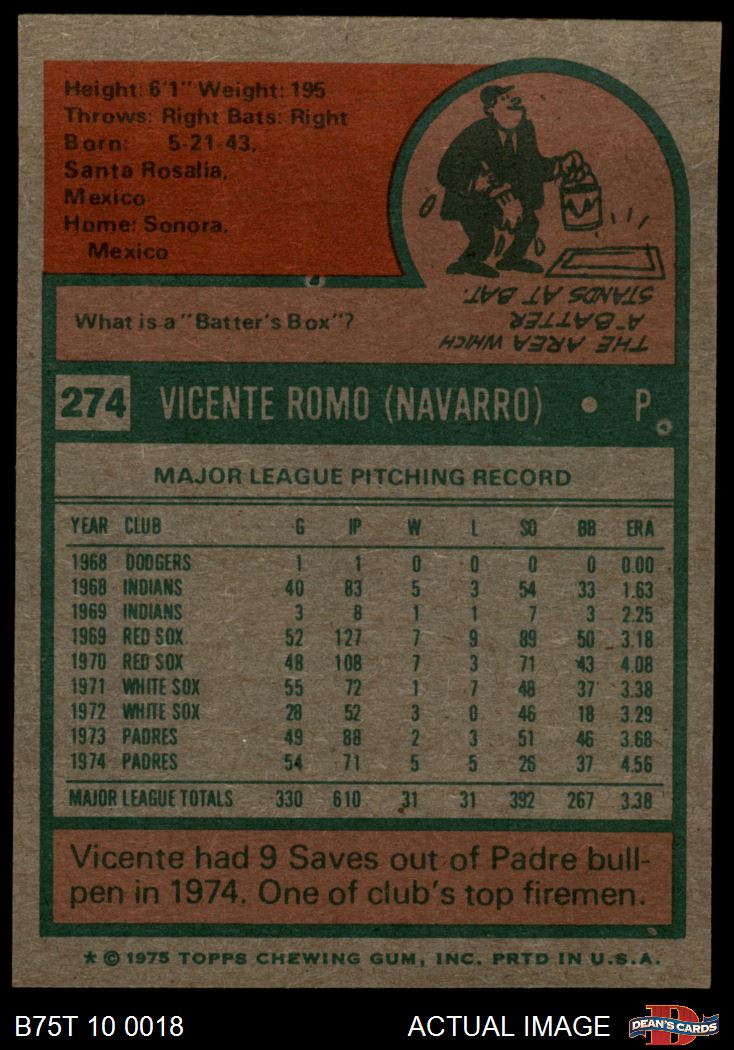 Height: 6'1" Weight: 195
Throws: Right Bats: Right
Born: 5-21-43,
Santa Rosalia,
Mexico
Home: Sonora,
Mexico
What is a "Batter's Box"?
THE AREA WHICH
A BATTER
STANDS AT BAT.
274 VICENTE ROMO (NAVARRO) • P
MAJOR LEAGUE PITCHING RECORD
YEAR CLUB G IP W L SO BB ERA
1968 DODGERS 1 1 0 0 0 0 0.00
1968 INDIANS 40 83 5 3 54 33 1.63
1969 INDIANS 3 8 1 1 7 3 2.25
1969 RED SOX 52 127 7 9 89 50 3.18
1970 RED SOX 48 108 7 3 71 43 4.08
1971 WHITE SOX 55 72 1 7 48 37 3.38
1972 WHITE SOX 28 52 3 0 46 18 3.29
1973 PADRES 49 88 2 3 51 46 3.68
1974 PADRES 54 71 5 5 26 37 4.56
MAJOR LEAGUE TOTALS 330 610 31 31 392 267 3.38
Vicente had 9 Saves out of Padre bull-
pen in 1974. One of club's top firemen.
* © 1975 TOPPS CHEWING GUM, INC. PRTD IN U.S.A.
B75T 10 0018 ACTUAL IMAGE DEAN'S CARDS